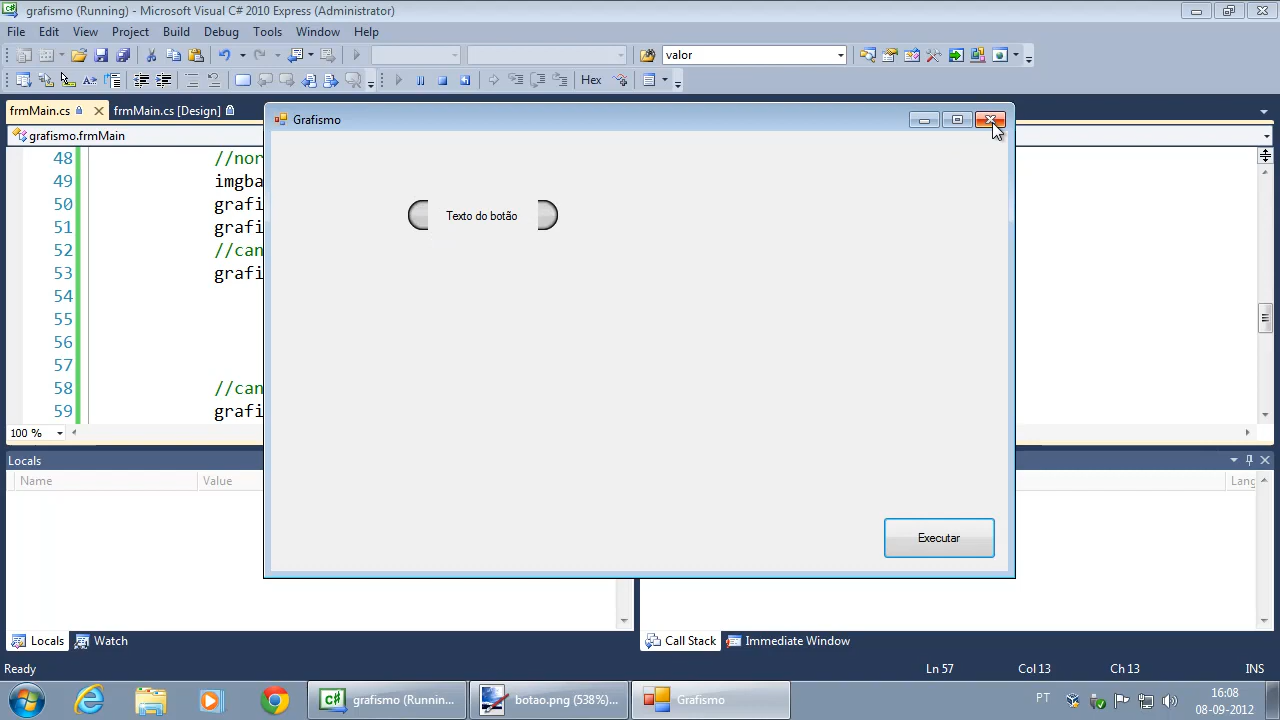 grafismo (Running) - Microsoft Visual C# 2010 Express (Administrator)
File Edit View Project Build Debug Tools Window Help
valor
Hex
frmMain.cs
frmMain.cs [Design]
grafismo.frmMain
Grafismo
48 //nor
49 imgba
50 grafi
51 grafi
52 //can
53 grafi
54
55
56
57
58 //can
59 grafi
Texto do botão
Executar
100 %
Locals
Name Value
Lang
Locals Watch
Call Stack Immediate Window
Ready Ln 57 Col 13 Ch 13 INS
C# grafismo (Runnin... botao.png (538%)... Grafismo
PT
16:08
08-09-2012